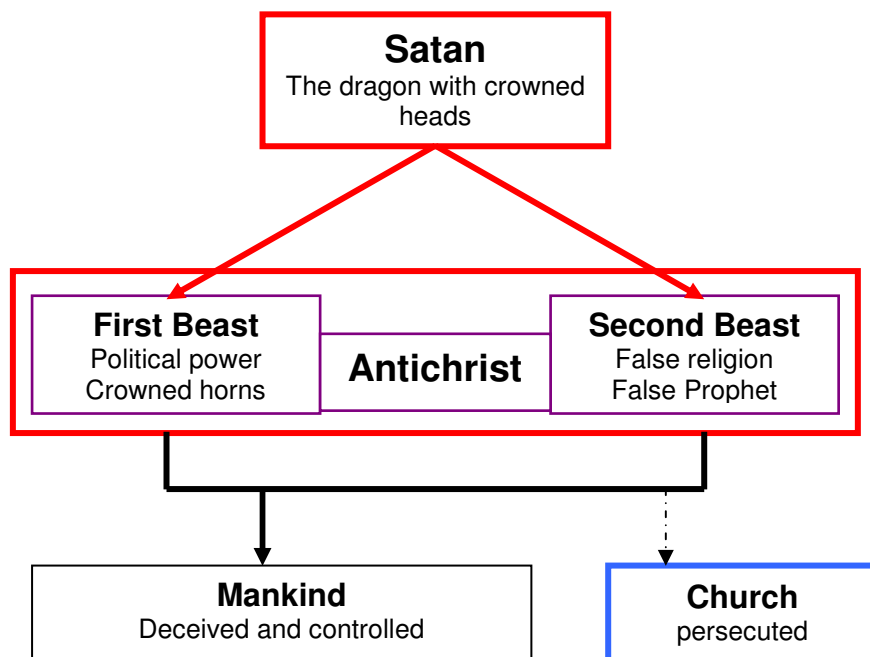 Satan
The dragon with crowned
heads
First Beast
Political power
Crowned horns
Antichrist
Second Beast
False religion
False Prophet
Mankind
Deceived and controlled
Church
persecuted